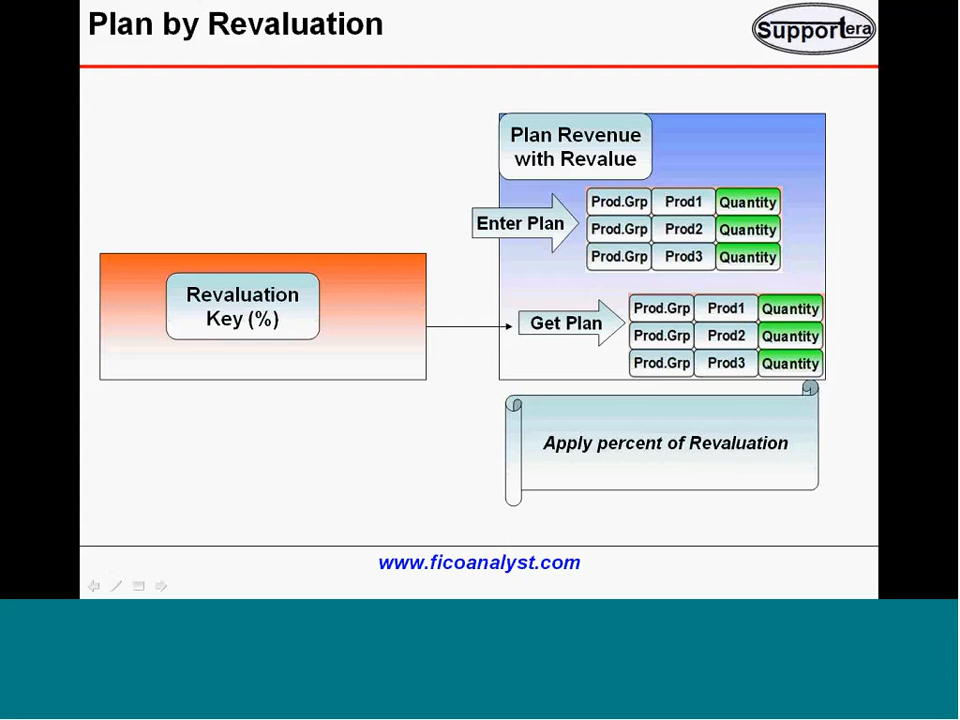 Plan by Revaluation
Supportera
Plan Revenue
with Revalue
Enter Plan
Prod.Grp Prod1 Quantity
Prod.Grp Prod2 Quantity
Prod.Grp Prod3 Quantity
Revaluation
Key (%)
Get Plan
Prod.Grp Prod1 Quantity
Prod.Grp Prod2 Quantity
Prod.Grp Prod3 Quantity
Apply percent of Revaluation
www.ficoanalyst.com